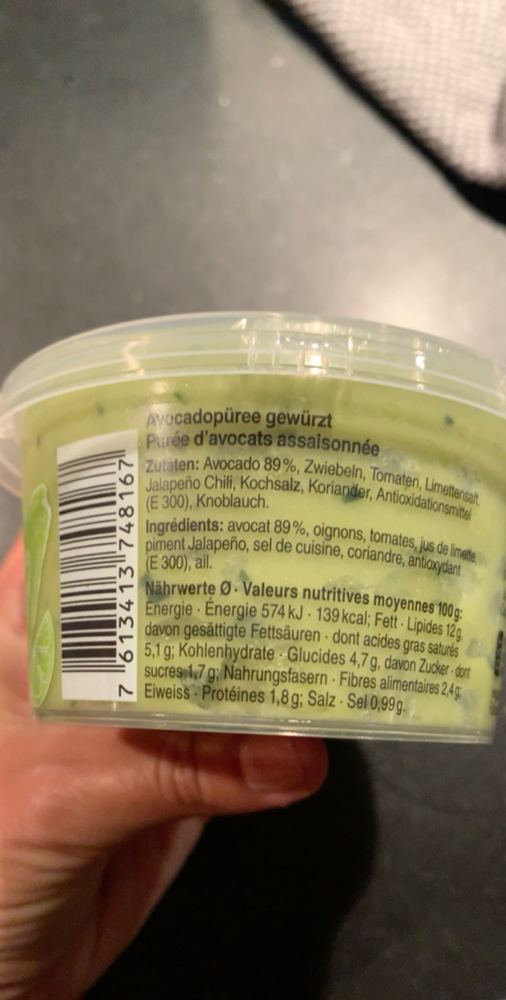 Avocadopüree gewürzt
Purée d'avocats assaisonnée
Zutaten: Avocado 89%, Zwiebeln, Tomaten, Limettensaft,
Jalapeño Chili, Kochsalz, Koriander, Antioxidationsmittel
(E 300), Knoblauch.
Ingrédients: avocat 89%, oignons, tomates, jus de limette,
piment Jalapeño, sel de cuisine, coriandre, antioxydant
(E 300), ail.
Nährwerte Ø · Valeurs nutritives moyennes 100g:
Energie · Énergie 574 kJ · 139 kcal; Fett · Lipides 12g,
davon gesättigte Fettsäuren · dont acides gras saturés
5,1 g; Kohlenhydrate · Glucides 4,7g, davon Zucker · dont
sucres 1,7 g; Nahrungsfasern · Fibres alimentaires 2,4g;
Eiweiss · Protéines 1,8g; Salz · Sel 0,99g.
7 613413 748167